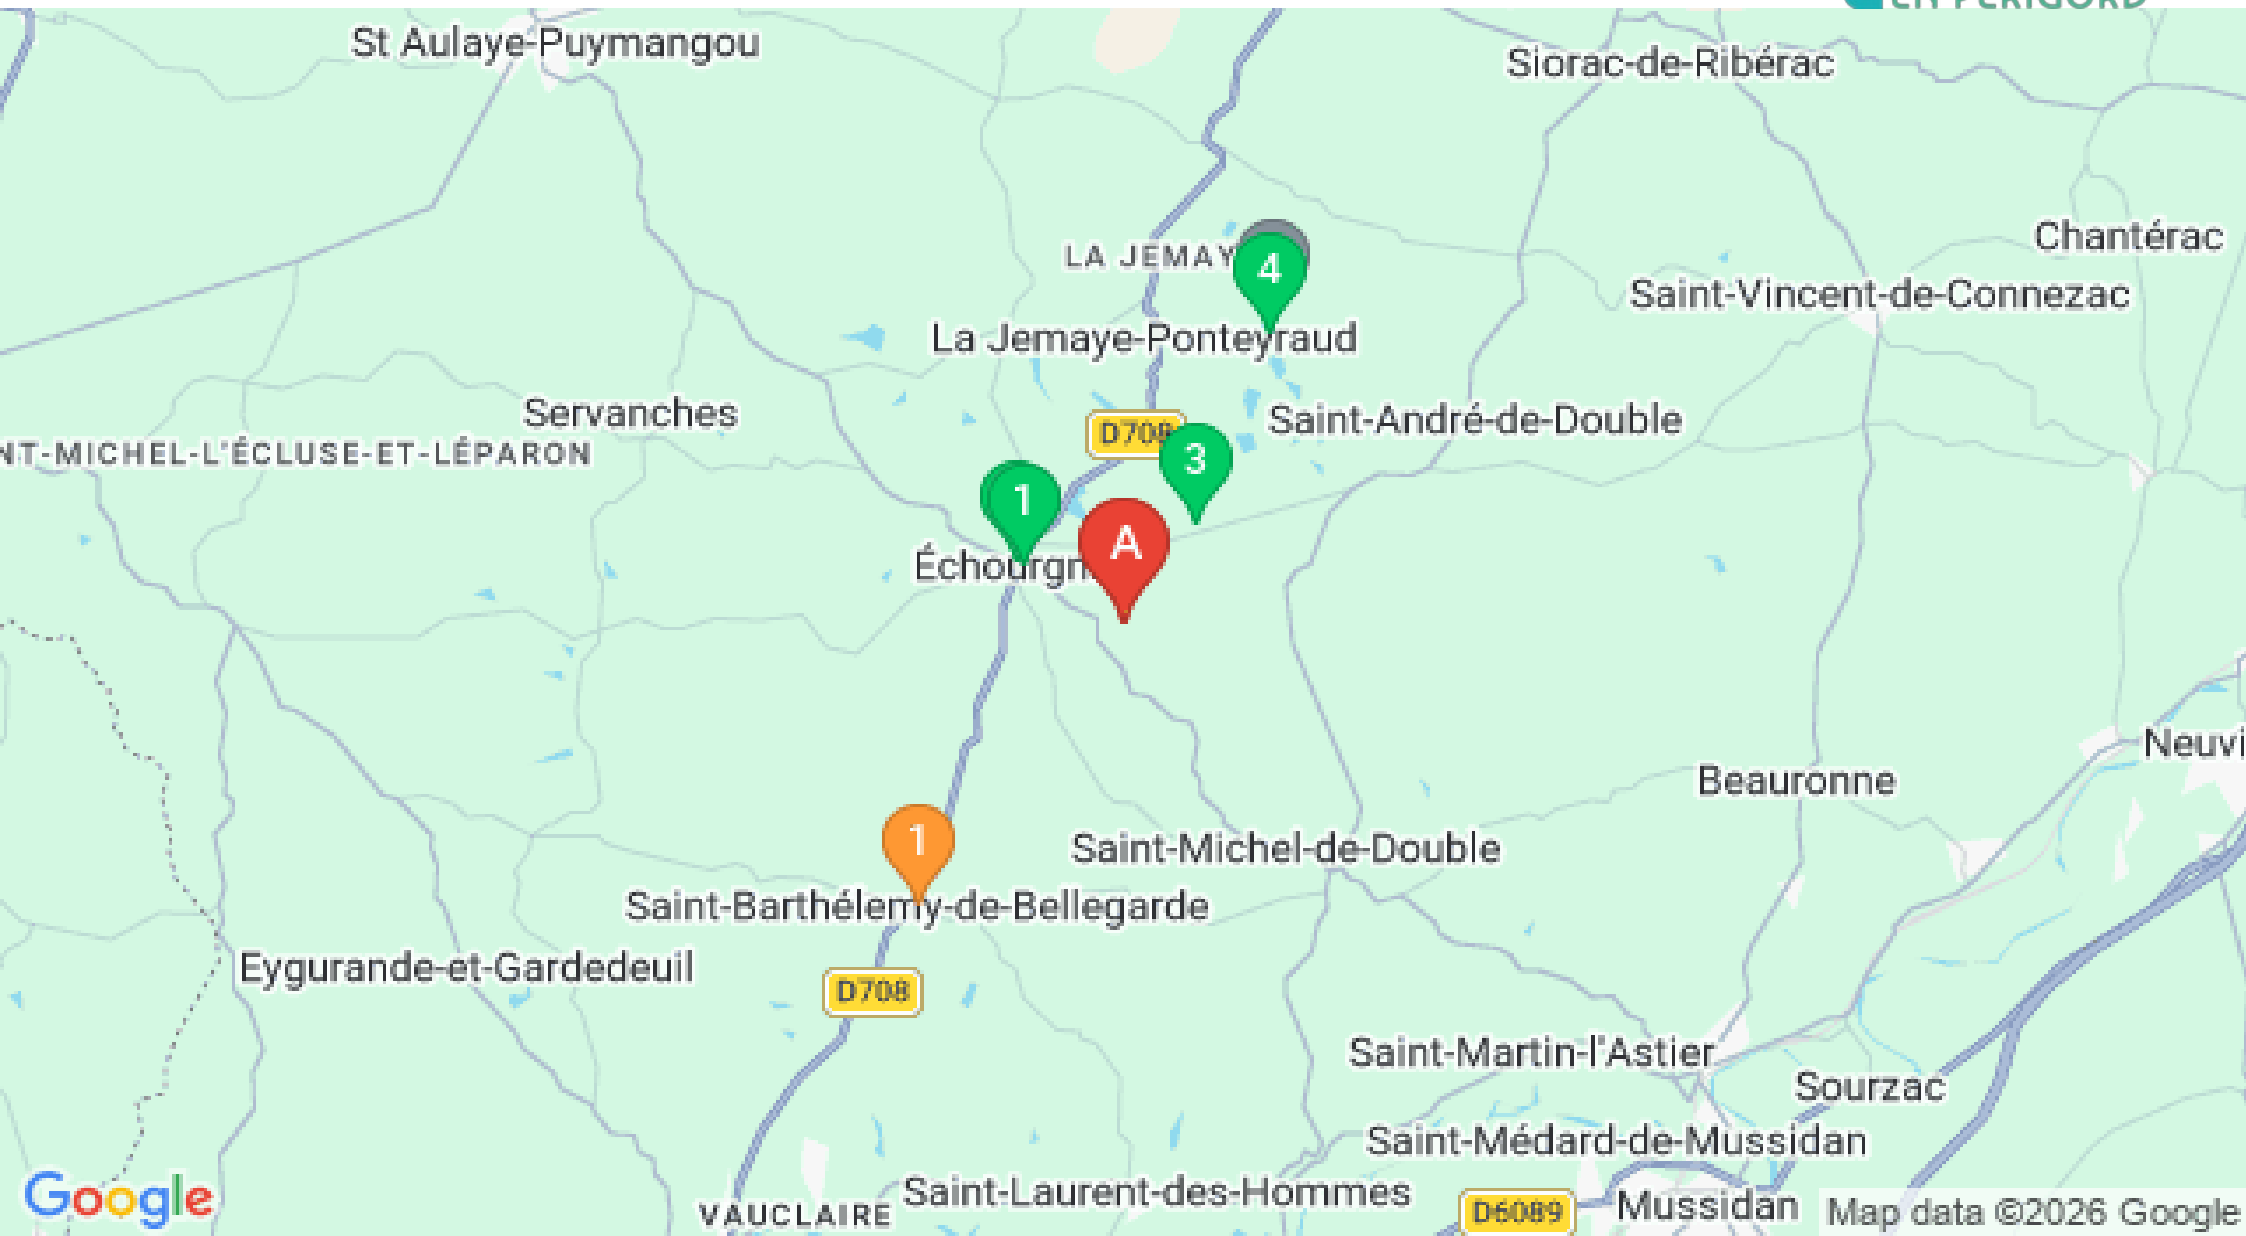 EN PÉRIGORD
St Aulaye-Puymangou
Siorac-de-Ribérac
Chantérac
LA JEMAY
4
Saint-Vincent-de-Connezac
La Jemaye-Ponteyraud
Servanches
Saint-André-de-Double
D708
NT-MICHEL-L'ÉCLUSE-ET-LÉPARON
3
1
A
Échourgn
Neuvi
Beauronne
1
Saint-Michel-de-Double
Saint-Barthélemy-de-Bellegarde
Eygurande-et-Gardedeuil
D708
Saint-Martin-l'Astier
Sourzac
Saint-Médard-de-Mussidan
Saint-Laurent-des-Hommes
VAUCLAIRE
D6089
Mussidan
Google
Map data ©2026 Google